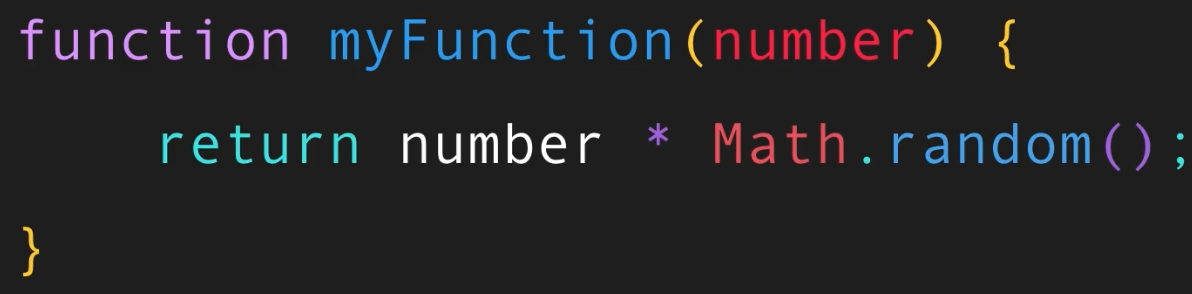 function myFunction(number) {
    return number * Math.random();
}